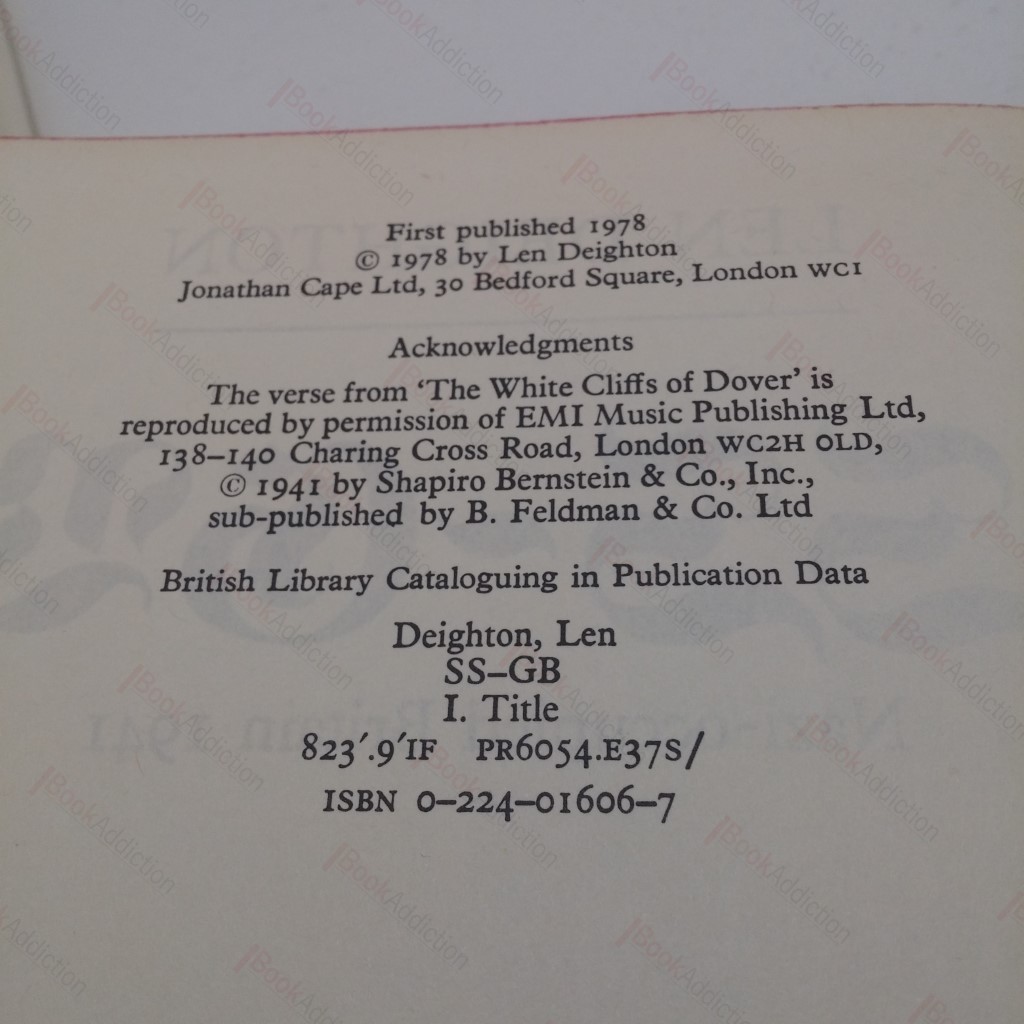 First published 1978
© 1978 by Len Deighton
Jonathan Cape Ltd, 30 Bedford Square, London WC1
Acknowledgments
The verse from ‘The White Cliffs of Dover’ is
reproduced by permission of EMI Music Publishing Ltd,
138–140 Charing Cross Road, London WC2H OLD,
© 1941 by Shapiro Bernstein & Co., Inc.,
sub-published by B. Feldman & Co. Ltd
British Library Cataloguing in Publication Data
Deighton, Len
SS–GB
I. Title
823′.9′1F PR6054.E37S/
ISBN 0–224–01606–7
BookAddiction